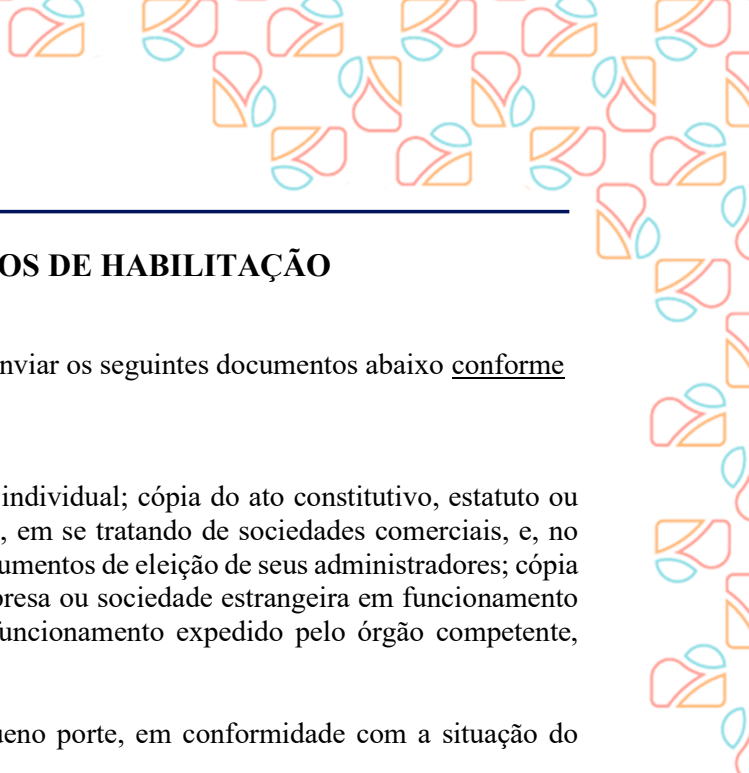 OS DE HABILITAÇÃO
nviar os seguintes documentos abaixo conforme
individual; cópia do ato constitutivo, estatuto ou
, em se tratando de sociedades comerciais, e, no
umentos de eleição de seus administradores; cópia
presa ou sociedade estrangeira em funcionamento
funcionamento expedido pelo órgão competente,
ueno porte, em conformidade com a situação do